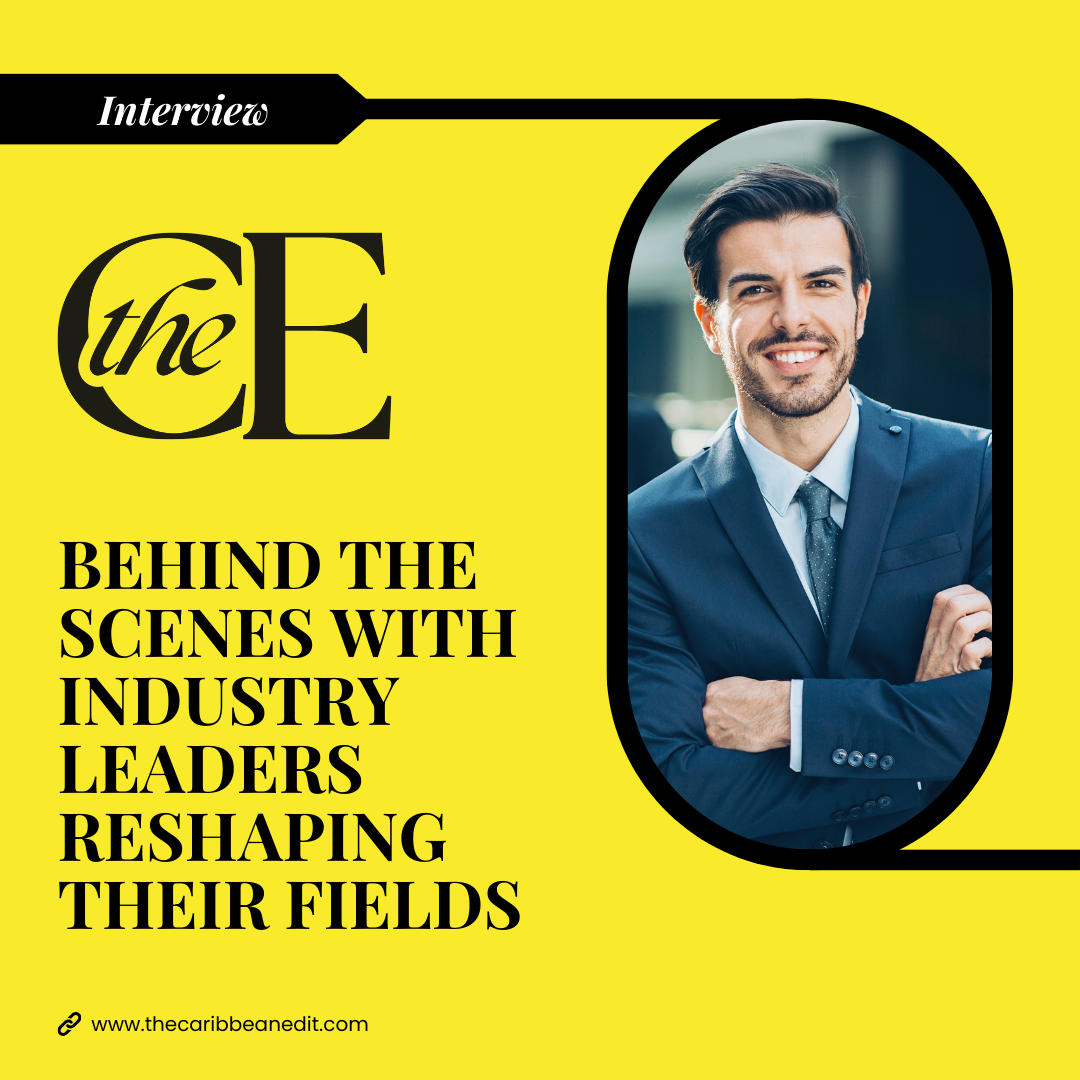 Interview
the CE
BEHIND THE
SCENES WITH
INDUSTRY
LEADERS
RESHAPING
THEIR FIELDS
www.thecaribbeanedit.com